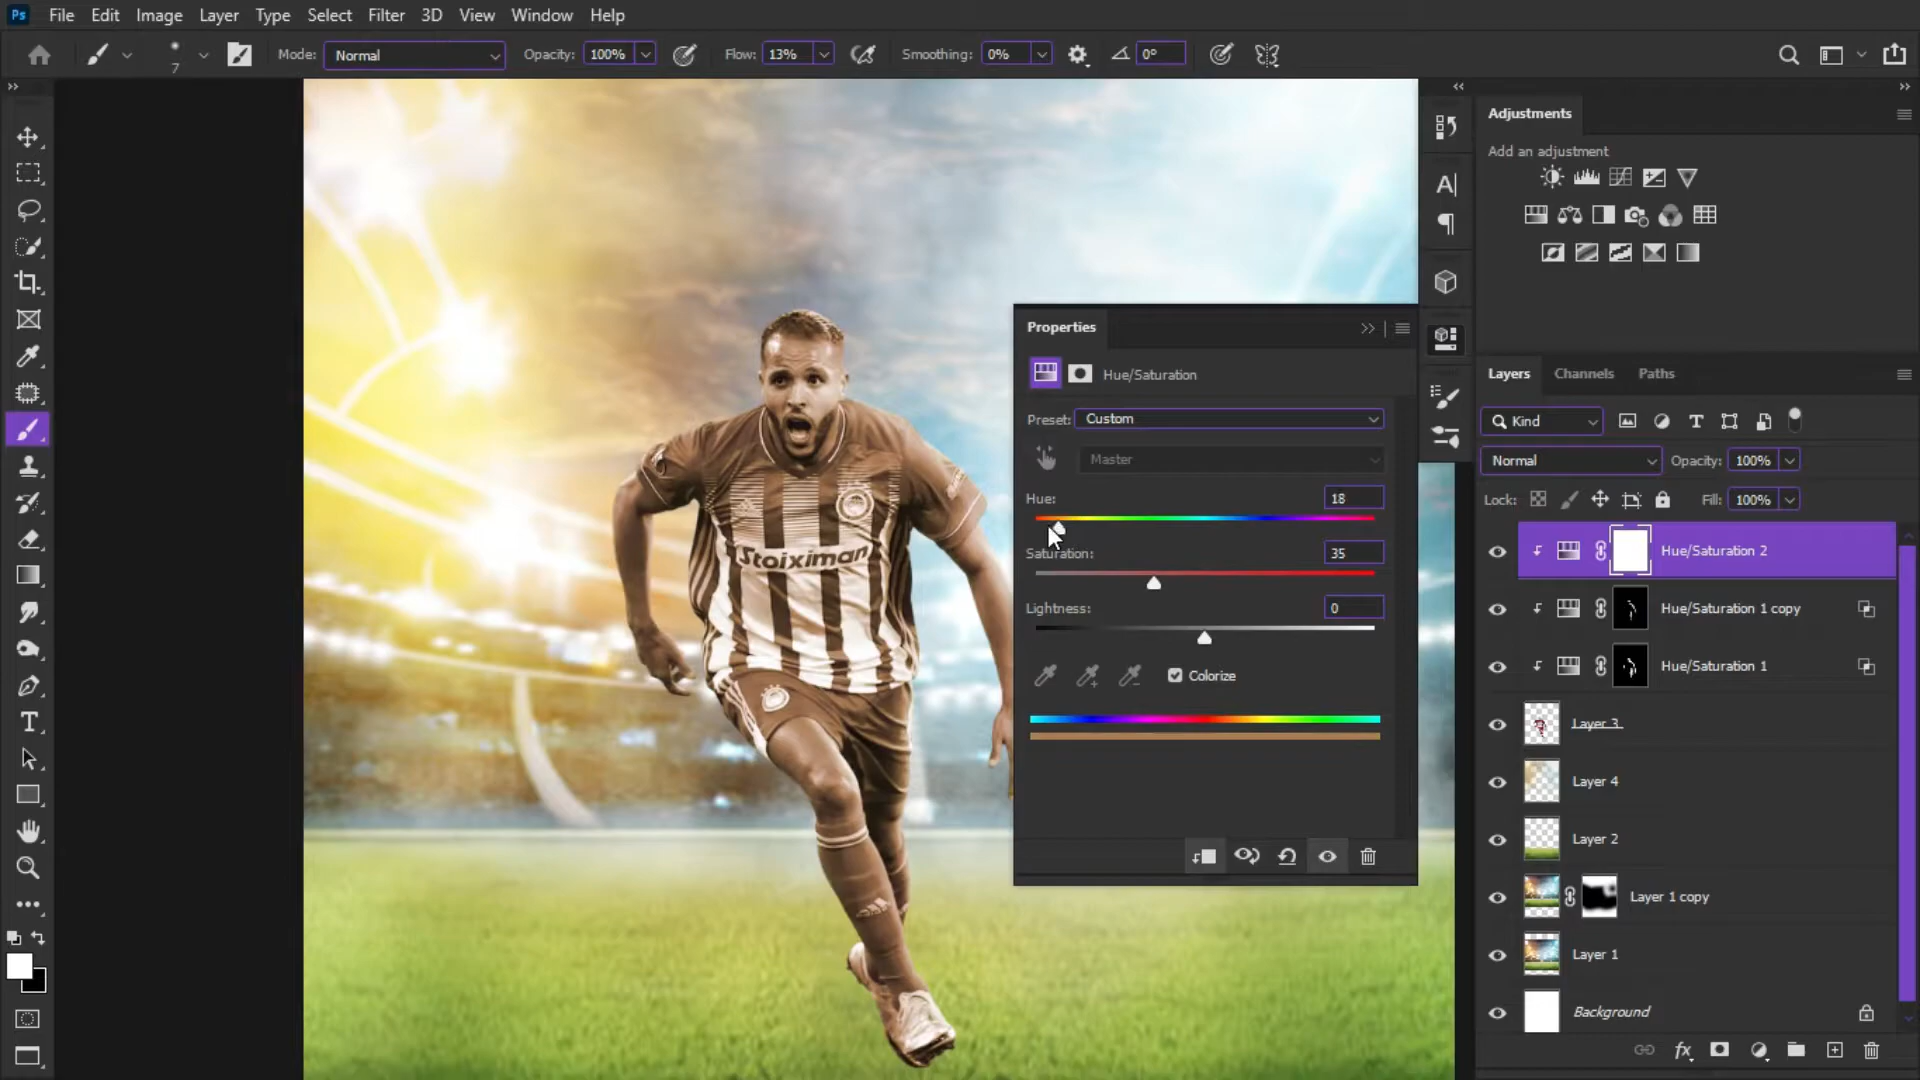 Ps File Edit Image Layer Type Select Filter 3D View Window Help
7 Mode: Normal Opacity: 100% Flow: 13% Smoothing: 0% 0°
Adjustments
Add an adjustment
Properties
Hue/Saturation
Preset: Custom
Master
Hue: 18
Saturation: 35
Lightness: 0
Colorize
Stoiximan
A
Layers Channels Paths
Kind
Normal Opacity: 100%
Lock: Fill: 100%
Hue/Saturation 2
Hue/Saturation 1 copy
Hue/Saturation 1
Layer 3
Layer 4
Layer 2
Layer 1 copy
Layer 1
Background
fx
T